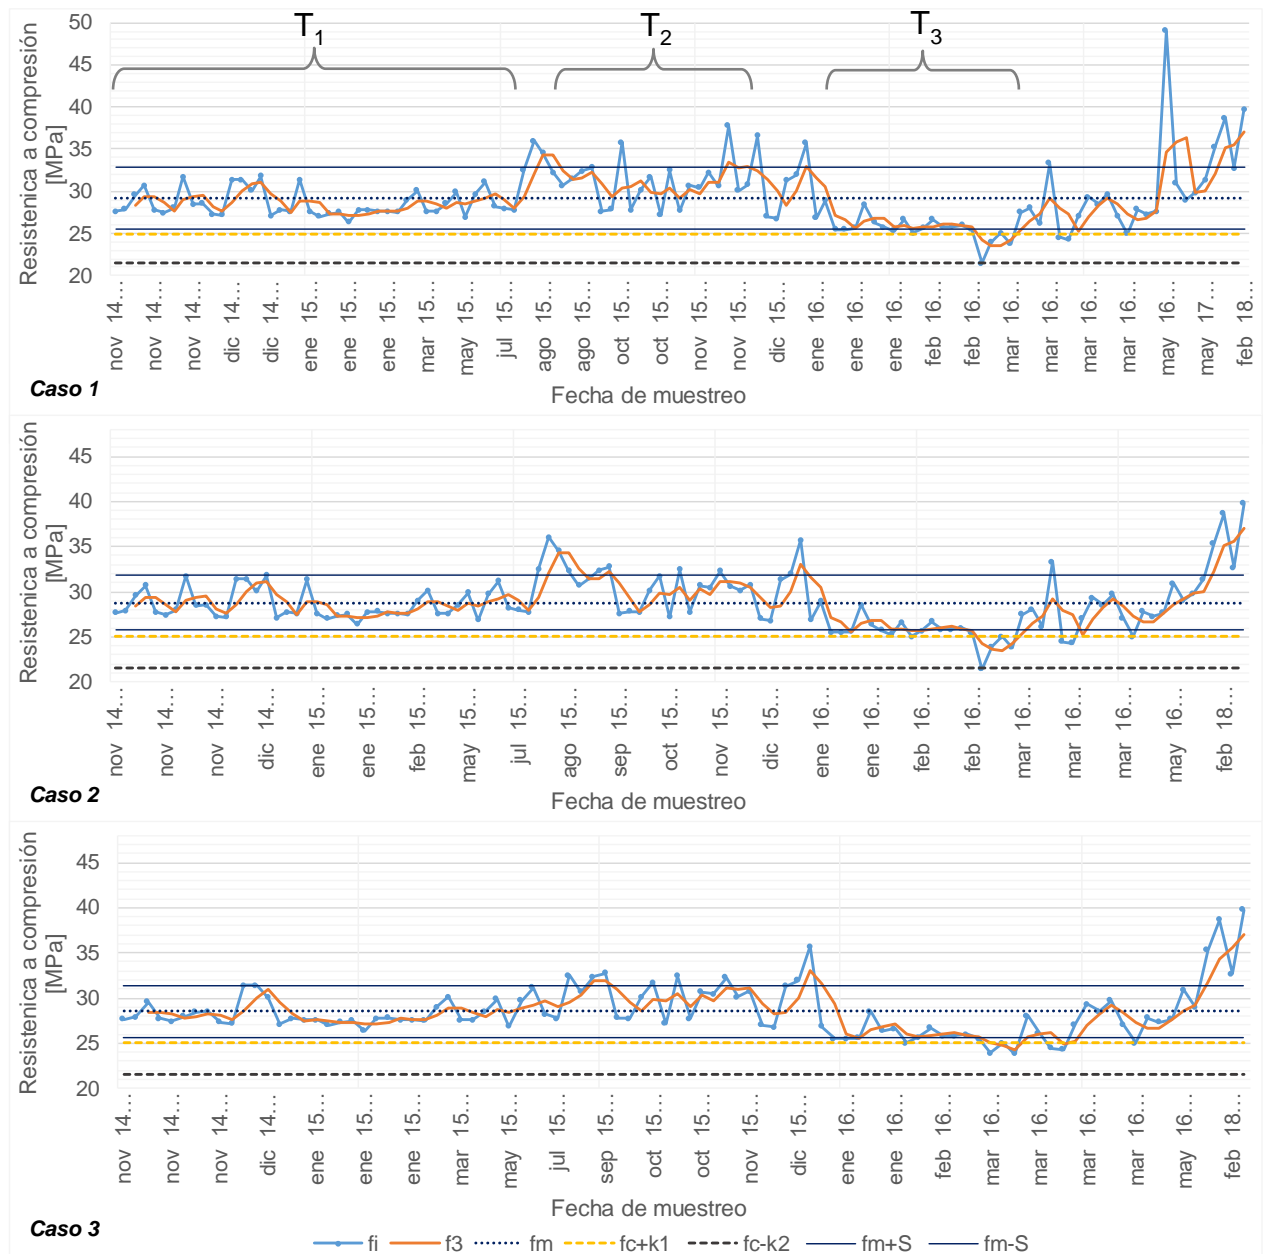 Resistenica a compresión
[MPa]
50
45
40
35
30
25
20
T1
T2
T3
nov 14…
nov 14…
nov 14…
dic 14…
dic 14…
ene 15…
ene 15…
ene 15…
mar 15…
may 15…
jul 15…
ago 15…
ago 15…
oct 15…
oct 15…
nov 15…
nov 15…
dic 15…
ene 16…
ene 16…
ene 16…
feb 16…
feb 16…
mar 16…
mar 16…
mar 16…
mar 16…
may 16…
may 17…
feb 18…
Caso 1
Fecha de muestreo
Resistenica a compresión
[MPa]
45
40
35
30
25
20
nov 14…
nov 14…
nov 14…
dic 14…
ene 15…
ene 15…
feb 15…
may 15…
jul 15…
ago 15…
sep 15…
oct 15…
nov 15…
dic 15…
ene 16…
ene 16…
feb 16…
feb 16…
mar 16…
mar 16…
mar 16…
may 16…
feb 18…
Caso 2
Fecha de muestreo
Resistenica a compresión
[MPa]
45
40
35
30
25
20
nov 14…
nov 14…
nov 14…
dic 14…
ene 15…
ene 15…
ene 15…
mar 15…
may 15…
jul 15…
sep 15…
oct 15…
oct 15…
nov 15…
dic 15…
ene 16…
ene 16…
feb 16…
mar 16…
mar 16…
mar 16…
may 16…
feb 18…
Fecha de muestreo
Caso 3
fi f3 fm fc+k1 fc-k2 fm+S fm-S